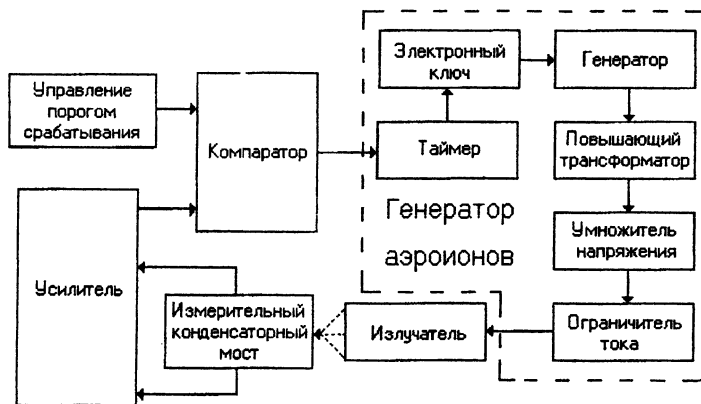 Управление
порогом
срабатывания
Компаратор
Электронный
ключ
Генератор
Таймер
Повышающий
трансформатор
Генератор
аэроионов
Умножитель
напряжения
Усилитель
Измерительный
конденсаторный
мост
Излучатель
Ограничитель
тока